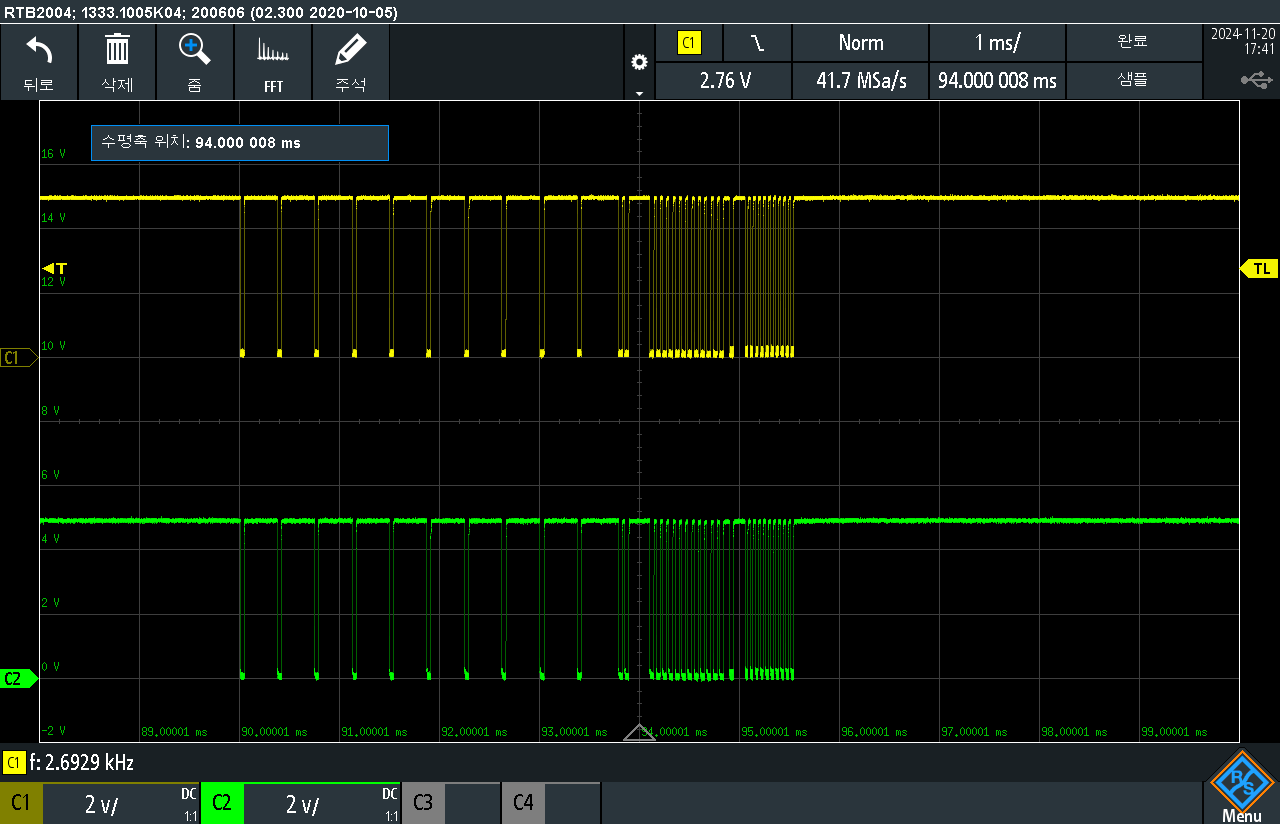 RTB2004; 1333.1005K04; 200606 (02.300 2020-10-05)
뒤로
삭제
줌
FFT
주석
C1
2.76 V
Norm
41.7 MSa/s
1 ms/
94.000 008 ms
완료
샘플
2024-11-20
17:41
수평축 위치: 94.000 008 ms
16 V
14 V
T
12 V
TL
10 V
C1
8 V
6 V
4 V
2 V
0 V
C2
-2 V
89.00001 ms
90.00001 ms
91.00001 ms
92.00001 ms
93.00001 ms
94.00001 ms
95.00001 ms
96.00001 ms
97.00001 ms
98.00001 ms
99.00001 ms
C1 f: 2.6929 kHz
C1 2 V/ DC 1:1
C2 2 V/ DC 1:1
C3
C4
R S
Menu